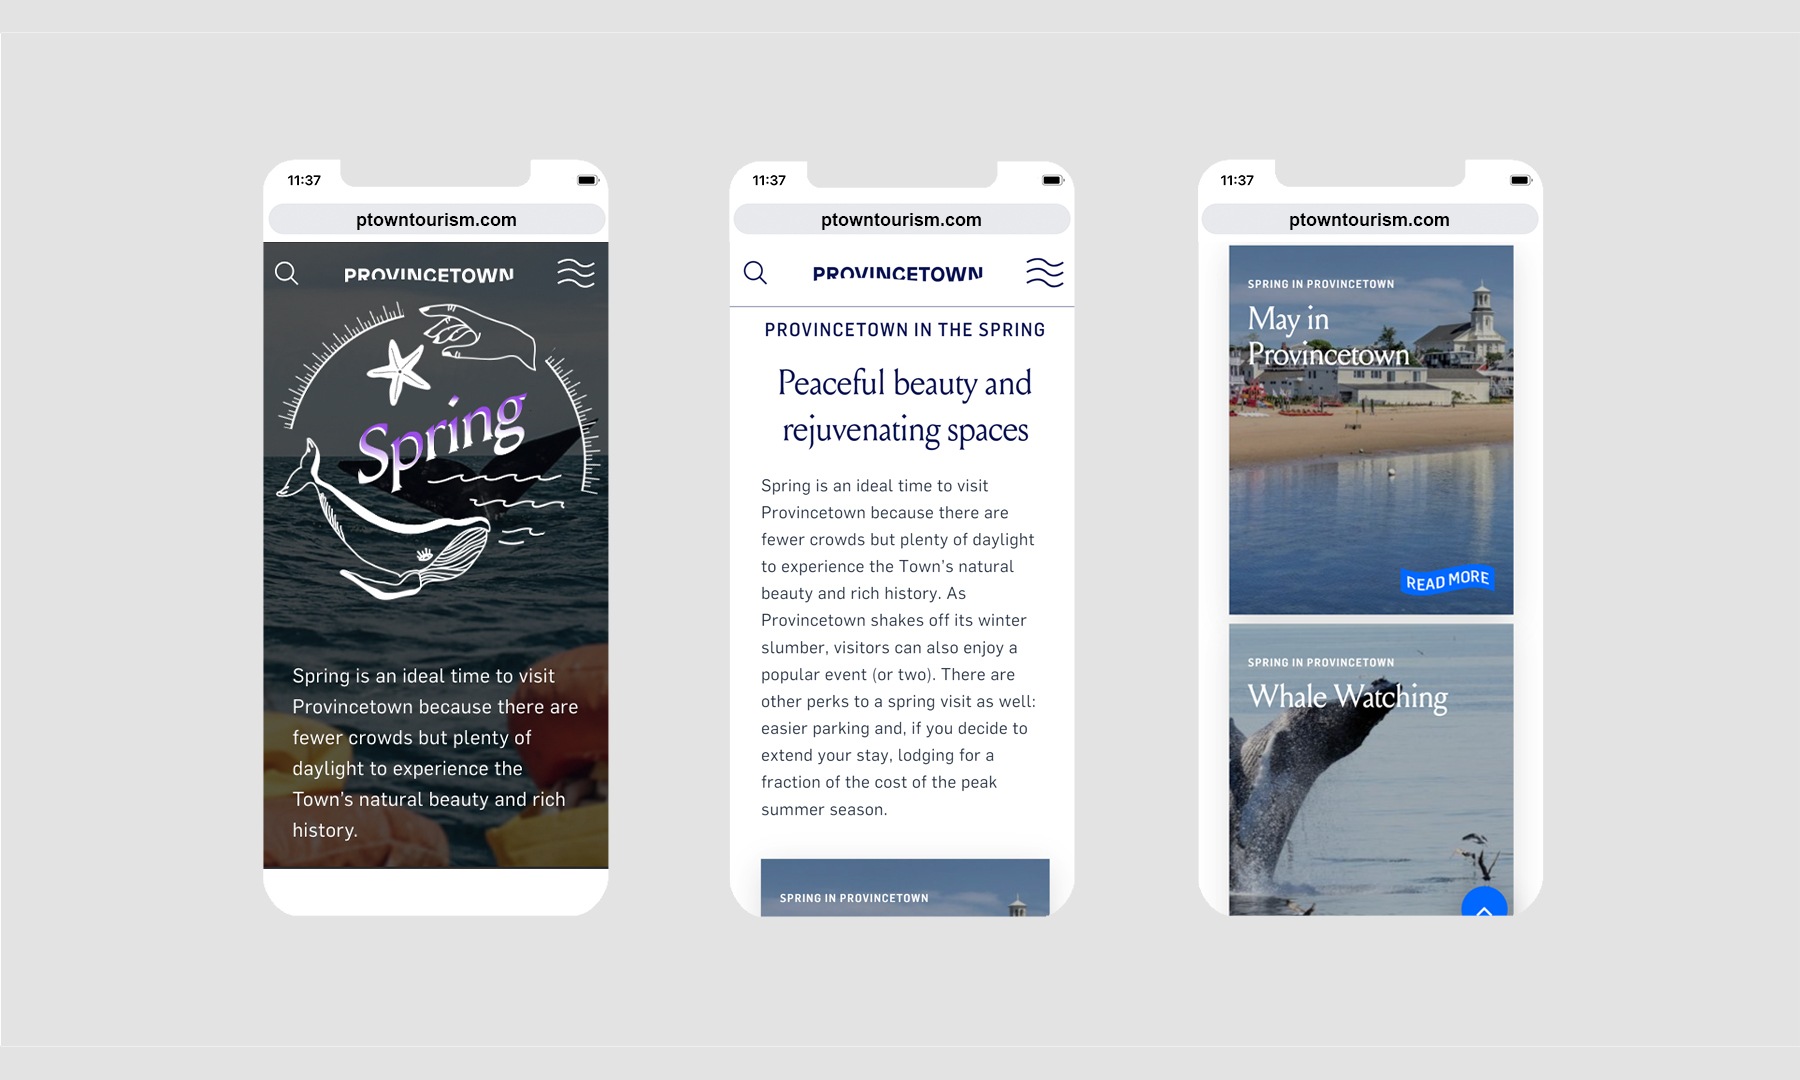 11:37
ptowntourism.com
PROVINCETOWN
Spring
Spring is an ideal time to visit
Provincetown because there are
fewer crowds but plenty of
daylight to experience the
Town's natural beauty and rich
history.
11:37
ptowntourism.com
PROVINCETOWN
PROVINCETOWN IN THE SPRING
Peaceful beauty and
rejuvenating spaces
Spring is an ideal time to visit
Provincetown because there are
fewer crowds but plenty of daylight
to experience the Town's natural
beauty and rich history. As
Provincetown shakes off its winter
slumber, visitors can also enjoy a
popular event (or two). There are
other perks to a spring visit as well:
easier parking and, if you decide to
extend your stay, lodging for a
fraction of the cost of the peak
summer season.
SPRING IN PROVINCETOWN
11:37
ptowntourism.com
SPRING IN PROVINCETOWN
May in
Provincetown
READ MORE
SPRING IN PROVINCETOWN
Whale Watching